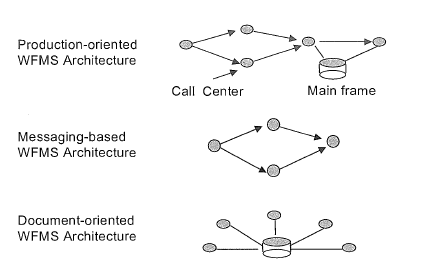 Production-oriented
WFMS Architecture
Call Center
Main frame
Messaging-based
WFMS Architecture
Document-oriented
WFMS Architecture